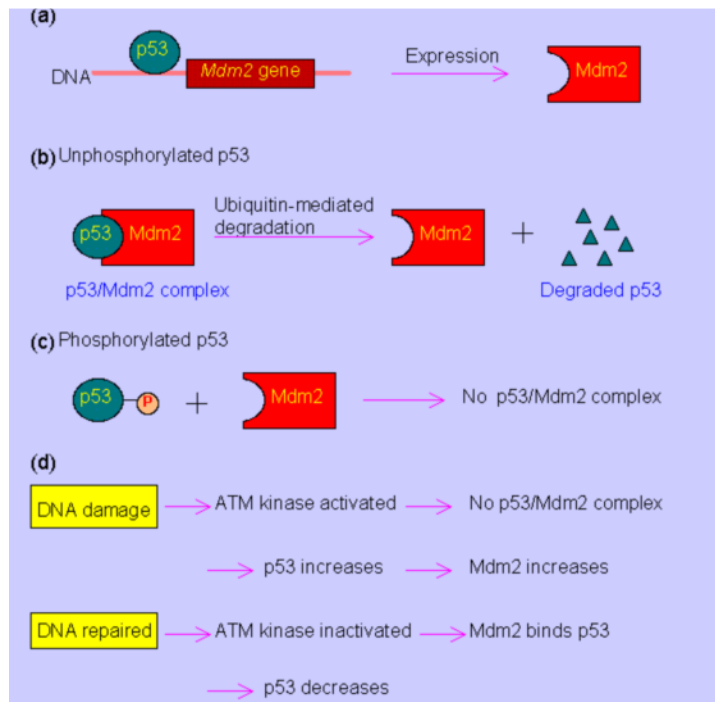 (a)
p53
DNA
Mdm2 gene
Expression
Mdm2
(b) Unphosphorylated p53
p53
Mdm2
Ubiquitin-mediated
degradation
Mdm2
+
p53/Mdm2 complex
Degraded p53
(c) Phosphorylated p53
p53
P
+
Mdm2
No p53/Mdm2 complex
(d)
DNA damage
ATM kinase activated
No p53/Mdm2 complex
p53 increases
Mdm2 increases
DNA repaired
ATM kinase inactivated
Mdm2 binds p53
p53 decreases